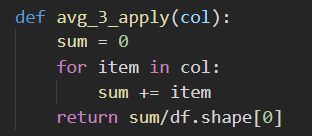 def avg_3_apply(col):
    sum = 0
    for item in col:
        sum += item
    return sum/df.shape[0]